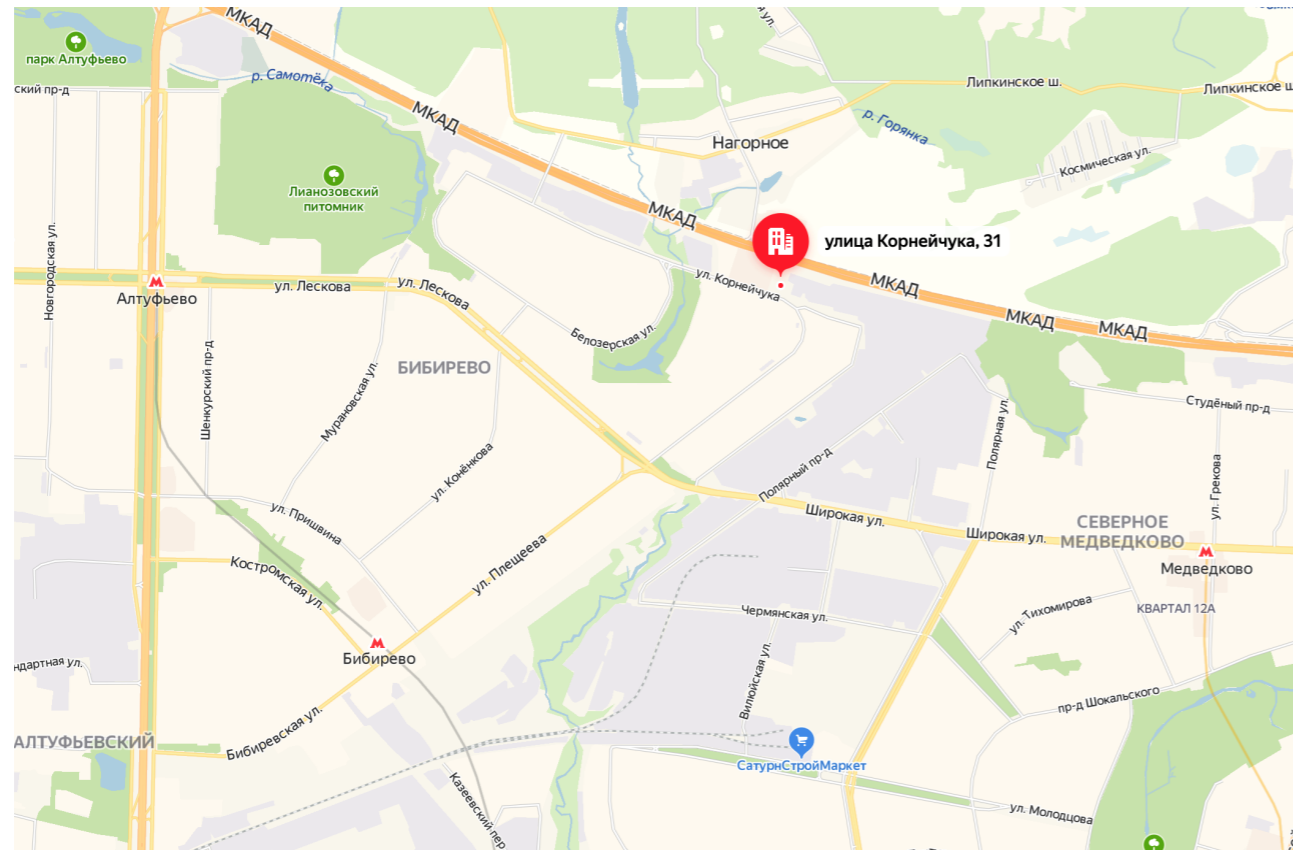 МКАД
парк Алтуфьево
р. Самотёка
ский пр-д
Липкинское ш.
Липкинское ш
МКАД
р. Горянка
Нагорное
Космическая ул.
Лианозовский
питомник
МКАД
улица Корнейчука, 31
Новгородская ул.
ул. Корнейчука
МКАД
Алтуфьево
ул. Лескова
ул. Лескова
МКАД
МКАД
Белозерская ул.
БИБИРЕВО
Шенкурский пр-д
Мурановская ул.
Студёный пр-д
Полярная ул.
ул. Конёнкова
Полярный пр-д
ул. Грекова
ул. Пришвина
Широкая ул.
Широкая ул.
СЕВЕРНОЕ
МЕДВЕДКОВО
Медведково
ул. Плещеева
Костромская ул.
Чермянская ул.
ул. Тихомирова
КВАРТАЛ 12А
Бибирево
ндартная ул.
Вилюйская ул.
пр-д Шокальского
Бибиревская ул.
АЛТУФЬЕВСКИЙ
СатурнСтройМаркет
Казеевский пер
ул. Молодцова